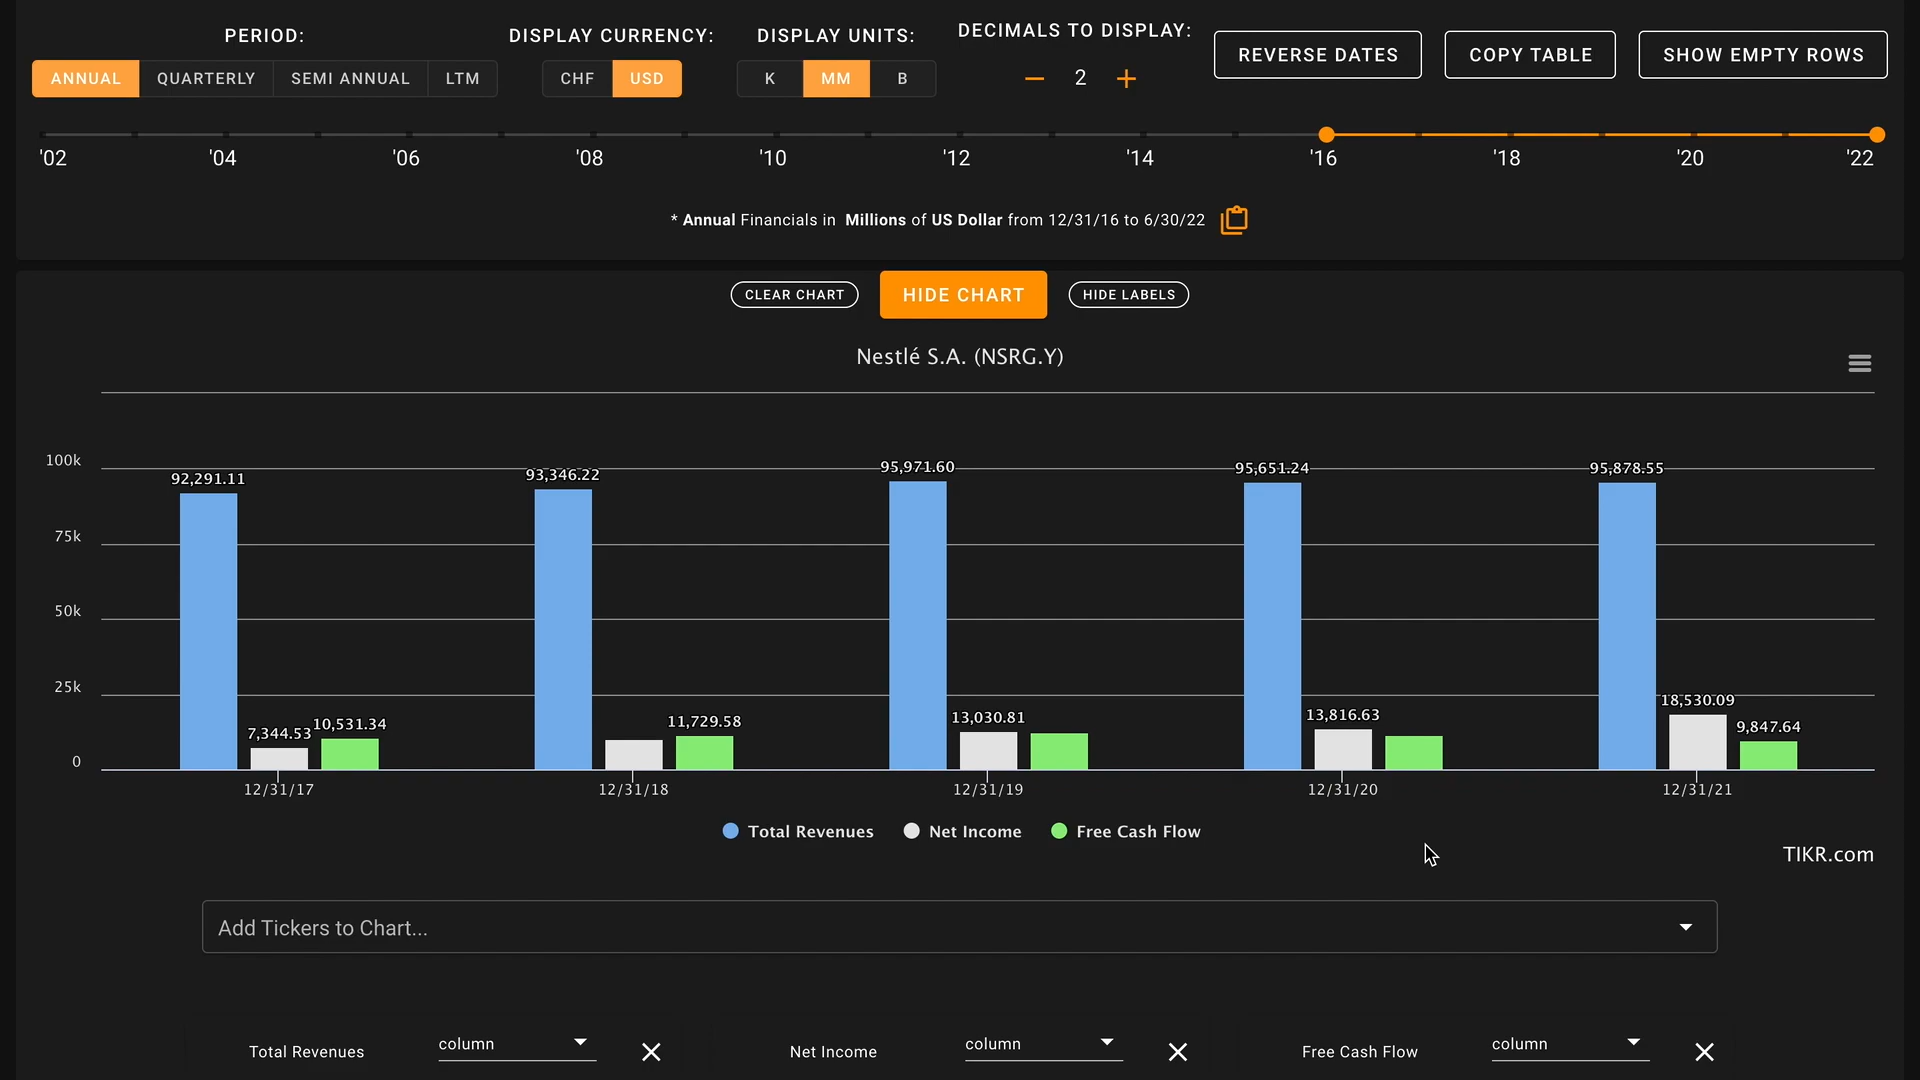 PERIOD:
ANNUAL QUARTERLY SEMI ANNUAL LTM
DISPLAY CURRENCY:
CHF USD
DISPLAY UNITS:
K MM B
DECIMALS TO DISPLAY:
2
REVERSE DATES COPY TABLE SHOW EMPTY ROWS
'02 '04 '06 '08 '10 '12 '14 '16 '18 '20 '22
* Annual Financials in Millions of US Dollar from 12/31/16 to 6/30/22
CLEAR CHART HIDE CHART HIDE LABELS
Nestlé S.A. (NSRG.Y)
100k
75k
50k
25k
0
92,291.11 7,344.53 10,531.34
93,346.22 11,729.58
95,971.60 13,030.81
95,651.24 13,816.63
95,878.55 18,530.09 9,847.64
12/31/17 12/31/18 12/31/19 12/31/20 12/31/21
Total Revenues Net Income Free Cash Flow
TIKR.com
Add Tickers to Chart...
Total Revenues column Net Income column Free Cash Flow column